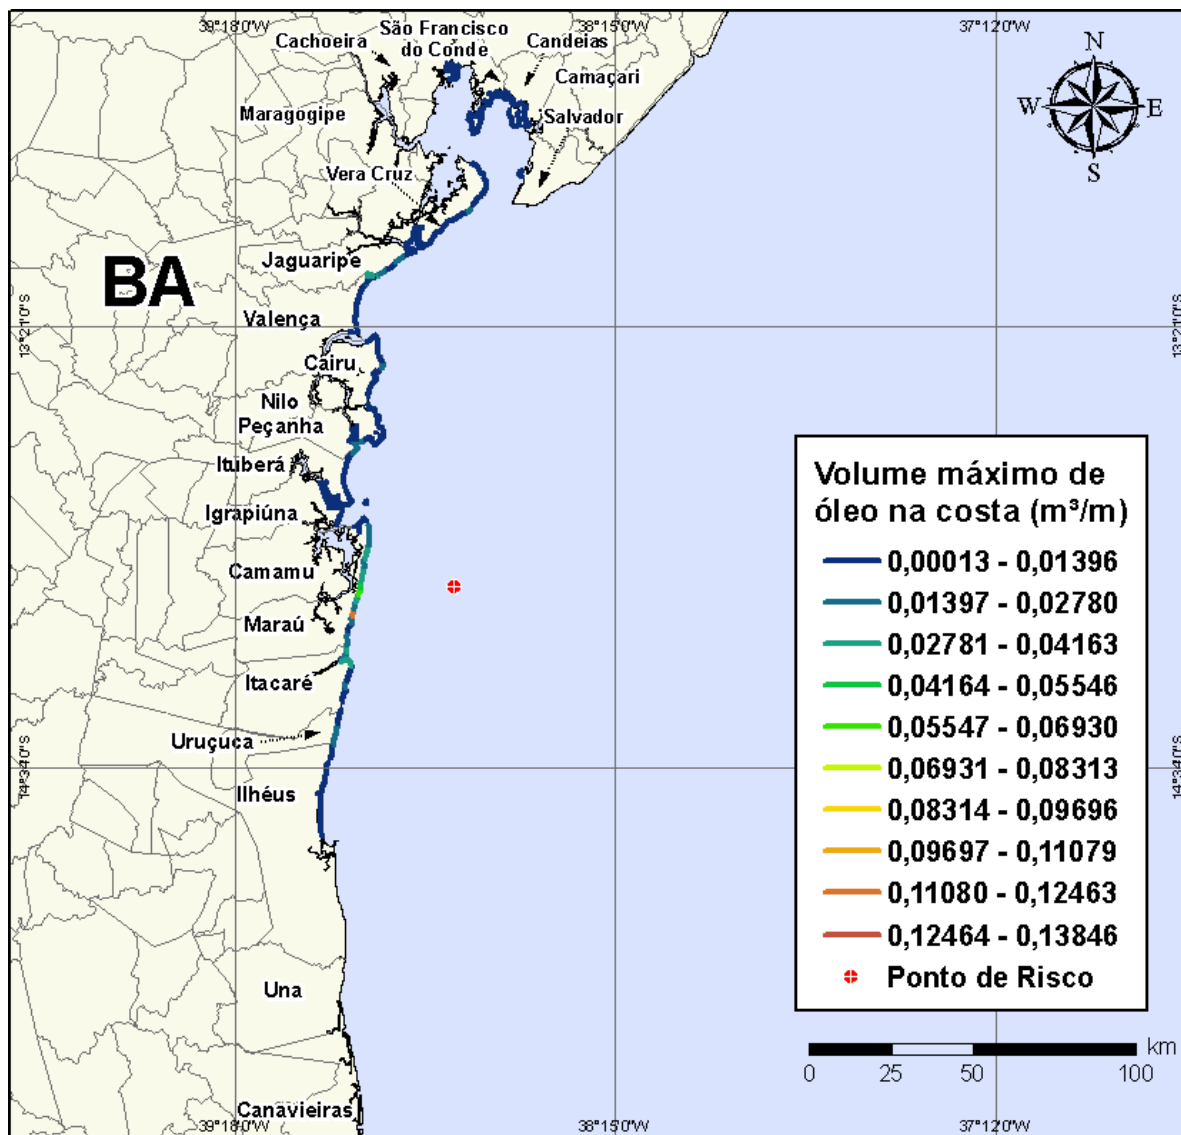 39°18'0"W
38°15'0"W
37°12'0"W
São Francisco
do Conde
Candeias
Cachoeira
Camaçari
Maragogipe
Salvador
Vera Cruz
N
W
E
S
Jaguaripe
BA
Valença
13°21'0"S
13°21'0"S
Cairu
Nilo
Peçanha
Ituberá
Igrapiúna
Camamu
Maraú
Itacaré
Uruçuca
14°34'0"S
14°34'0"S
Ilhéus
Una
Canavieiras
Volume máximo de
óleo na costa (m³/m)
0,00013 - 0,01396
0,01397 - 0,02780
0,02781 - 0,04163
0,04164 - 0,05546
0,05547 - 0,06930
0,06931 - 0,08313
0,08314 - 0,09696
0,09697 - 0,11079
0,11080 - 0,12463
0,12464 - 0,13846
Ponto de Risco
km
0 25 50 100
39°18'0"W
38°15'0"W
37°12'0"W